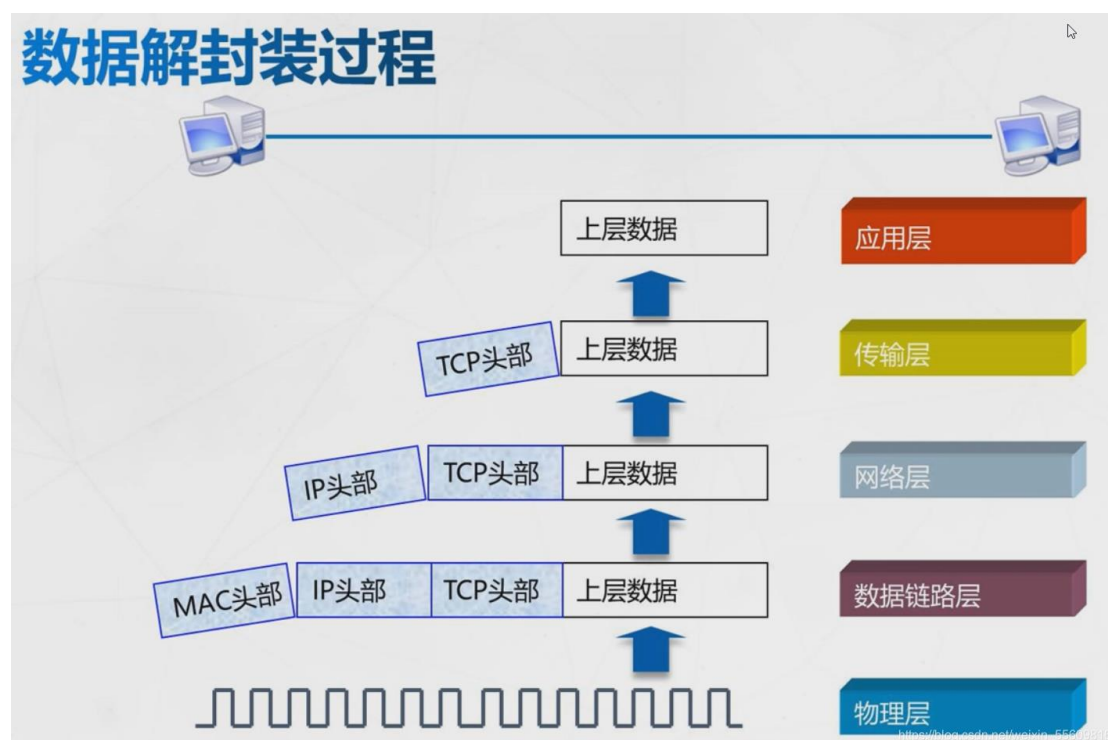 数据解封装过程
上层数据
应用层
TCP头部 上层数据
传输层
IP头部 TCP头部 上层数据
网络层
MAC头部 IP头部 TCP头部 上层数据
数据链路层
物理层